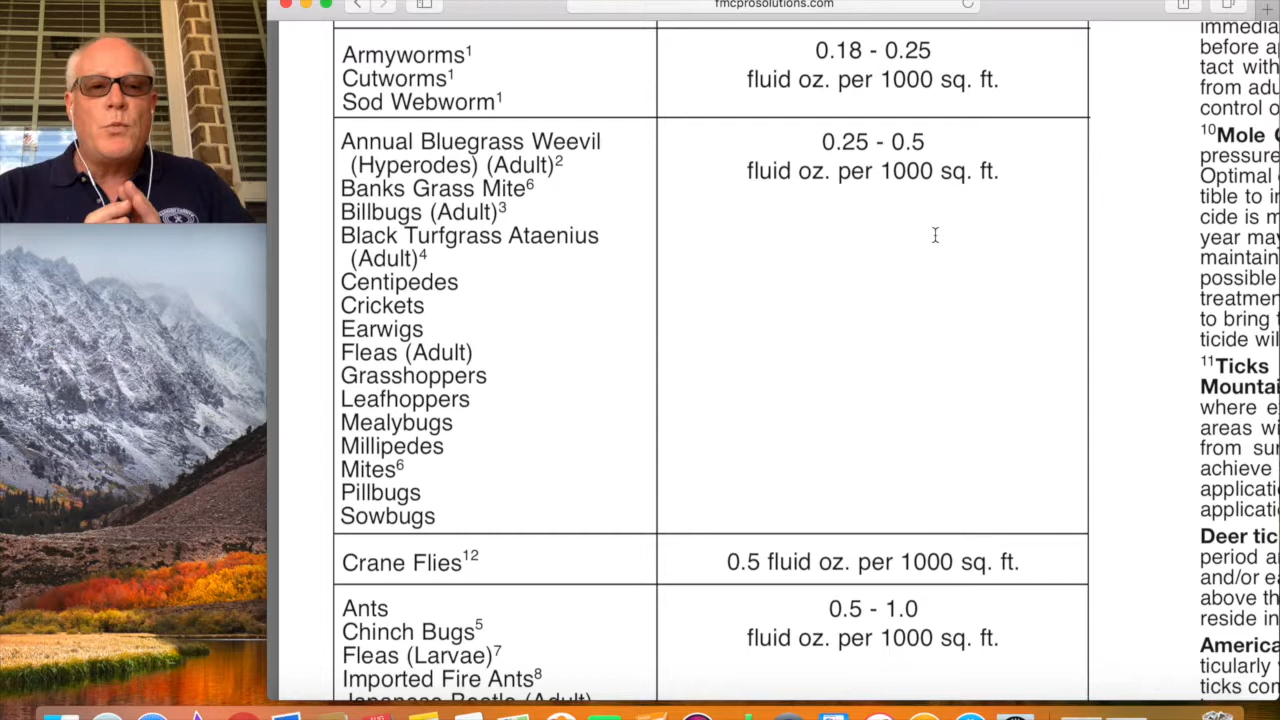 fmcprosolutions.com
Armyworms¹
Cutworms¹
Sod Webworm¹
0.18 - 0.25
fluid oz. per 1000 sq. ft.
Annual Bluegrass Weevil
(Hyperodes) (Adult)²
Banks Grass Mite⁶
Billbugs (Adult)³
Black Turfgrass Ataenius
(Adult)⁴
Centipedes
Crickets
Earwigs
Fleas (Adult)
Grasshoppers
Leafhoppers
Mealybugs
Millipedes
Mites⁶
Pillbugs
Sowbugs
0.25 - 0.5
fluid oz. per 1000 sq. ft.
Crane Flies¹²
0.5 fluid oz. per 1000 sq. ft.
Ants
Chinch Bugs⁵
Fleas (Larvae)⁷
Imported Fire Ants⁸
Japanese Beetle (Adult)
0.5 - 1.0
fluid oz. per 1000 sq. ft.
immedia
before a
tact with
from adu
control o
¹⁰Mole
pressure
Optimal
tible to in
cide is m
year may
maintain
possible
treatmen
to bring t
ticide wil
¹¹Ticks
Mountai
where e
areas wi
from sur
achieve
applicati
applicati
Deer tic
period a
and/or ea
above th
reside in
America
ticularly
ticks con